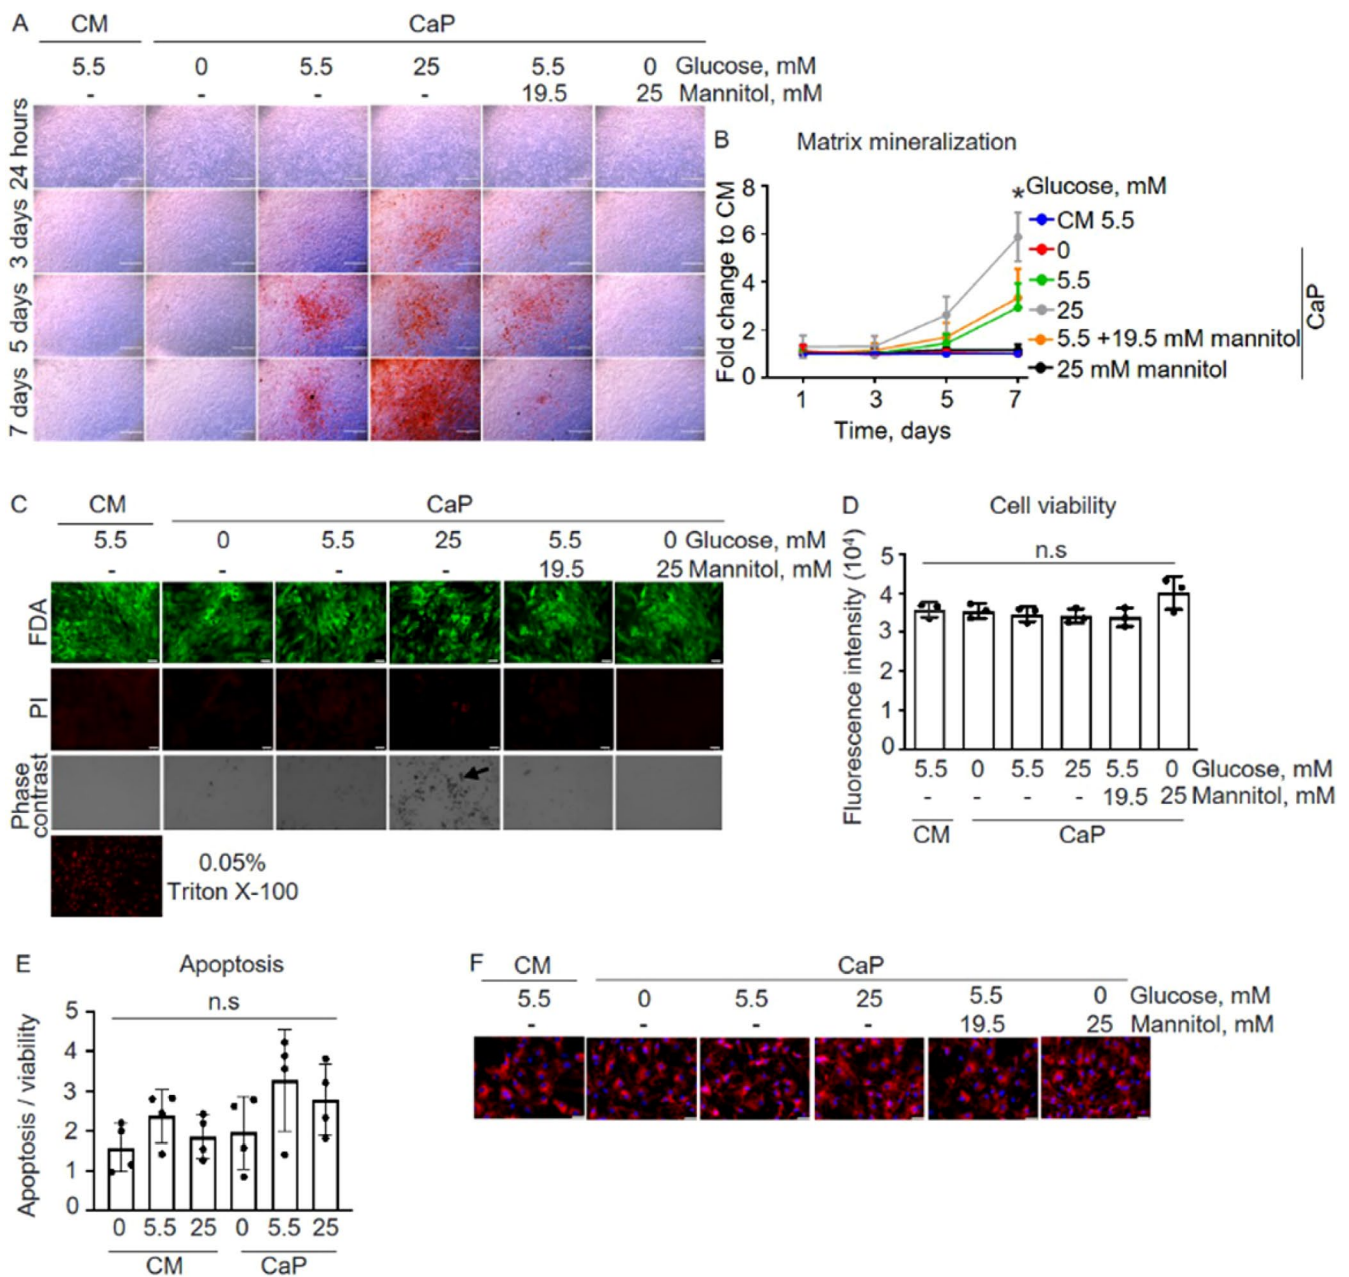 A CM CaP
5.5 0 5.5 25 5.5 0 Glucose, mM
- - - - 19.5 25 Mannitol, mM
24 hours
3 days
5 days
7 days
B Matrix mineralization
Fold change to CM
8
6
4
2
0
1 3 5 7
Time, days
*
Glucose, mM
CM 5.5
0
5.5
25
5.5 +19.5 mM mannitol
25 mM mannitol
CaP
C CM CaP
5.5 0 5.5 25 5.5 0 Glucose, mM
- - - - 19.5 25 Mannitol, mM
FDA
PI
Phase
contrast
0.05%
Triton X-100
D Cell viability
Fluorescence intensity (10⁴)
n.s
5
4
3
2
1
0
5.5 0 5.5 25 5.5 0 Glucose, mM
- - - - 19.5 25 Mannitol, mM
CM CaP
E Apoptosis
Apoptosis / viability
n.s
5
4
3
2
1
0
0 5.5 25 0 5.5 25
CM CaP
F CM CaP
5.5 0 5.5 25 5.5 0 Glucose, mM
- - - - 19.5 25 Mannitol, mM